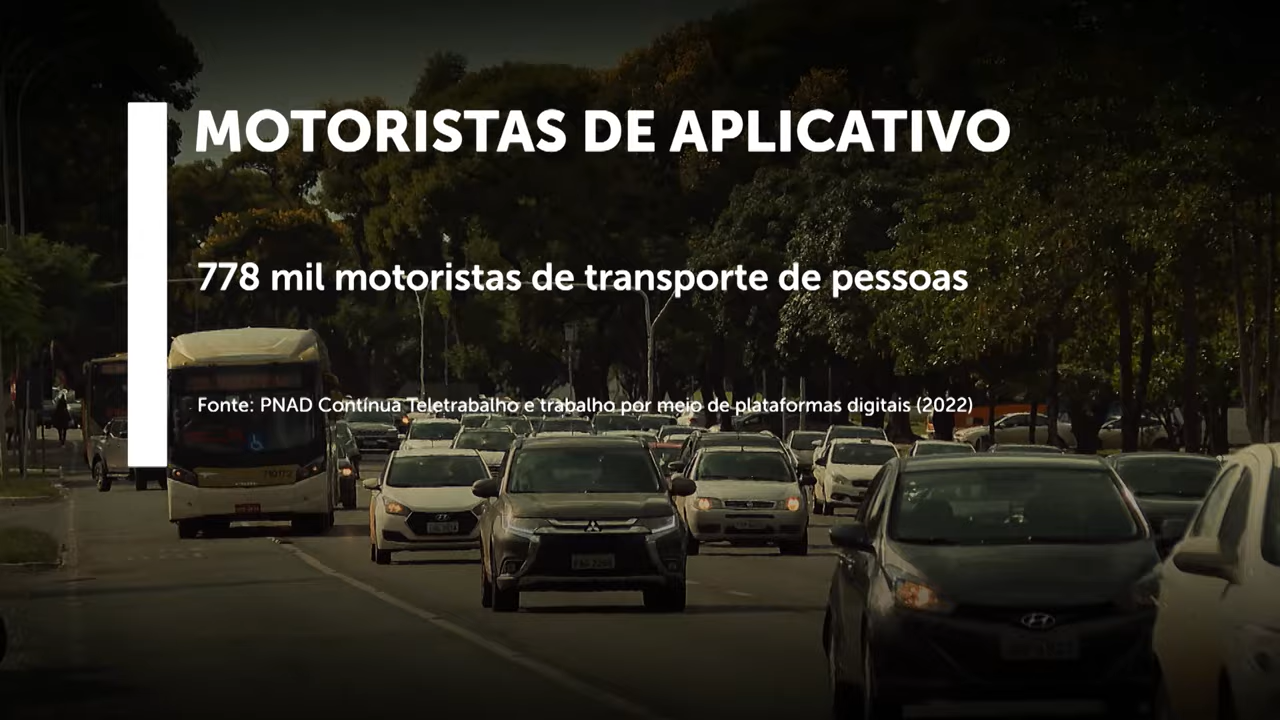 MOTORISTAS DE APLICATIVO
778 mil motoristas de transporte de pessoas
Fonte: PNAD Contínua Teletrabalho e trabalho por meio de plataformas digitais (2022)